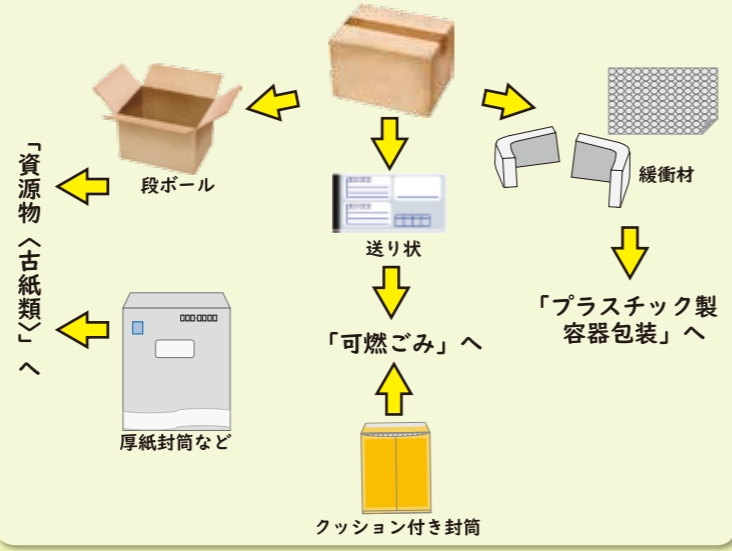 段ボール
「資源物〈古紙類〉」へ
厚紙封筒など
送り状
「可燃ごみ」へ
クッション付き封筒
緩衝材
「プラスチック製
容器包装」へ